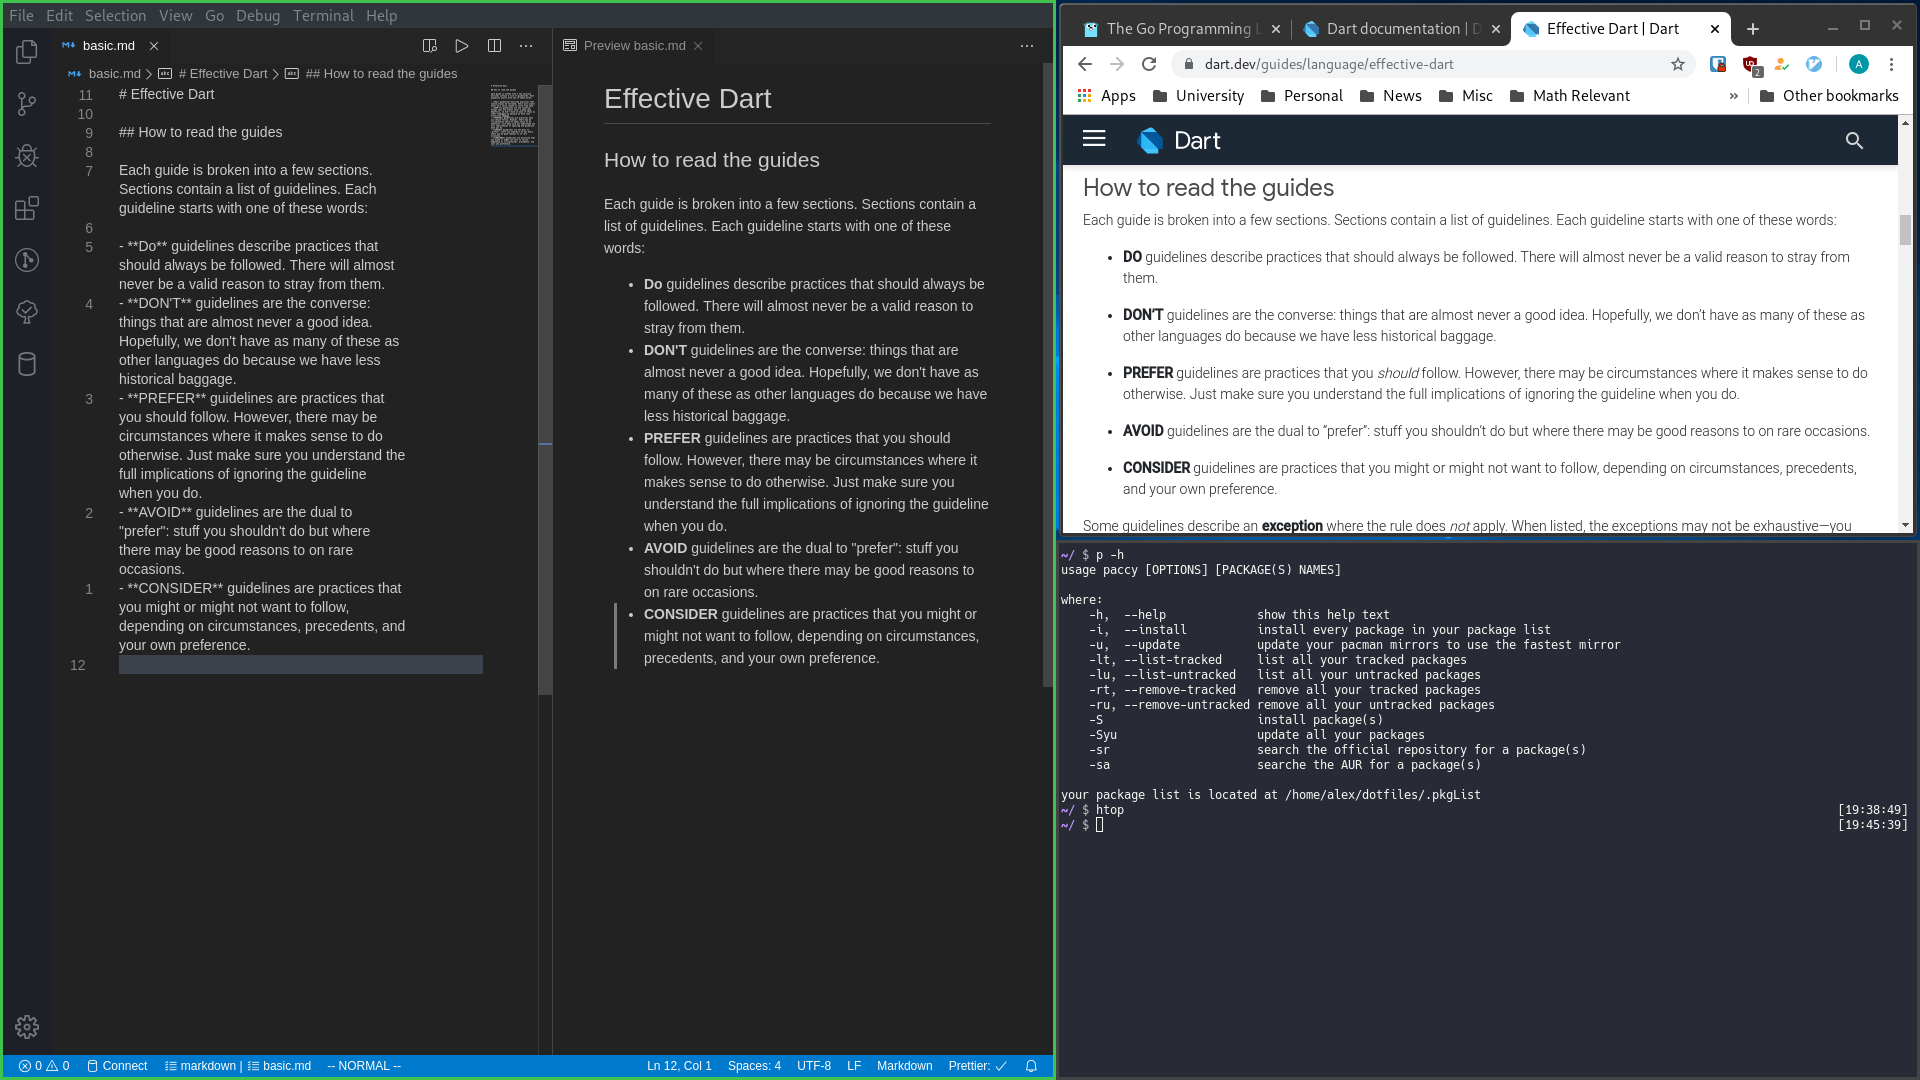 File Edit Selection View Go Debug Terminal Help
basic.md
basic.md > # Effective Dart > ## How to read the guides
11 # Effective Dart
10
9 ## How to read the guides
8
7 Each guide is broken into a few sections.
Sections contain a list of guidelines. Each
guideline starts with one of these words:
6
5 - **Do** guidelines describe practices that
should always be followed. There will almost
never be a valid reason to stray from them.
4 - **DON'T** guidelines are the converse:
things that are almost never a good idea.
Hopefully, we don't have as many of these as
other languages do because we have less
historical baggage.
3 - **PREFER** guidelines are practices that
you should follow. However, there may be
circumstances where it makes sense to do
otherwise. Just make sure you understand the
full implications of ignoring the guideline
when you do.
2 - **AVOID** guidelines are the dual to
"prefer": stuff you shouldn't do but where
there may be good reasons to on rare
occasions.
1 - **CONSIDER** guidelines are practices that
you might or might not want to follow,
depending on circumstances, precedents, and
your own preference.
12
Preview basic.md
Effective Dart
How to read the guides
Each guide is broken into a few sections. Sections contain a
list of guidelines. Each guideline starts with one of these
words:
• Do guidelines describe practices that should always be
followed. There will almost never be a valid reason to
stray from them.
• DON'T guidelines are the converse: things that are
almost never a good idea. Hopefully, we don't have as
many of these as other languages do because we have
less historical baggage.
• PREFER guidelines are practices that you should
follow. However, there may be circumstances where it
makes sense to do otherwise. Just make sure you
understand the full implications of ignoring the guideline
when you do.
• AVOID guidelines are the dual to "prefer": stuff you
shouldn't do but where there may be good reasons to
on rare occasions.
• CONSIDER guidelines are practices that you might or
might not want to follow, depending on circumstances,
precedents, and your own preference.
0 0 Connect markdown | basic.md -- NORMAL -- Ln 12, Col 1 Spaces: 4 UTF-8 LF Markdown Prettier: ✓
The Go Programming Dart documentation | Effective Dart | Dart
dart.dev/guides/language/effective-dart
2 A
Apps University Personal News Misc Math Relevant » Other bookmarks
Dart
How to read the guides
Each guide is broken into a few sections. Sections contain a list of guidelines. Each guideline starts with one of these words:
• DO guidelines describe practices that should always be followed. There will almost never be a valid reason to stray from
them.
• DON'T guidelines are the converse: things that are almost never a good idea. Hopefully, we don't have as many of these as
other languages do because we have less historical baggage.
• PREFER guidelines are practices that you should follow. However, there may be circumstances where it makes sense to do
otherwise. Just make sure you understand the full implications of ignoring the guideline when you do.
• AVOID guidelines are the dual to “prefer”: stuff you shouldn't do but where there may be good reasons to on rare occasions.
• CONSIDER guidelines are practices that you might or might not want to follow, depending on circumstances, precedents,
and your own preference.
Some guidelines describe an exception where the rule does not apply. When listed, the exceptions may not be exhaustive—you
~/ $ p -h
usage paccy [OPTIONS] [PACKAGE(S) NAMES]
where:
-h, --help show this help text
-i, --install install every package in your package list
-u, --update update your pacman mirrors to use the fastest mirror
-lt, --list-tracked list all your tracked packages
-lu, --list-untracked list all your untracked packages
-rt, --remove-tracked remove all your tracked packages
-ru, --remove-untracked remove all your untracked packages
-S install package(s)
-Syu update all your packages
-sr search the official repository for a package(s)
-sa searche the AUR for a package(s)
your package list is located at /home/alex/dotfiles/.pkgList
~/ $ htop [19:38:49]
~/ $ [19:45:39]